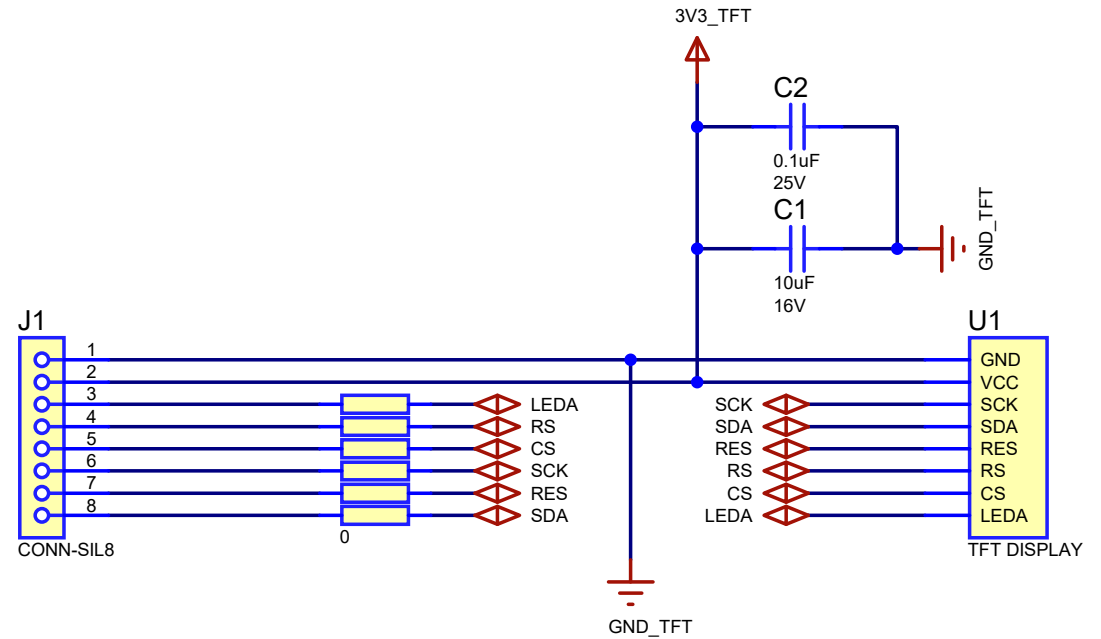 3V3_TFT
C2
0.1uF
25V
C1
10uF
16V
GND_TFT
J1
1
2
3
4
5
6
7
8
CONN-SIL8
0
LEDA
RS
CS
SCK
RES
SDA
GND_TFT
SCK
SDA
RES
RS
CS
LEDA
U1
GND
VCC
SCK
SDA
RES
RS
CS
LEDA
TFT DISPLAY